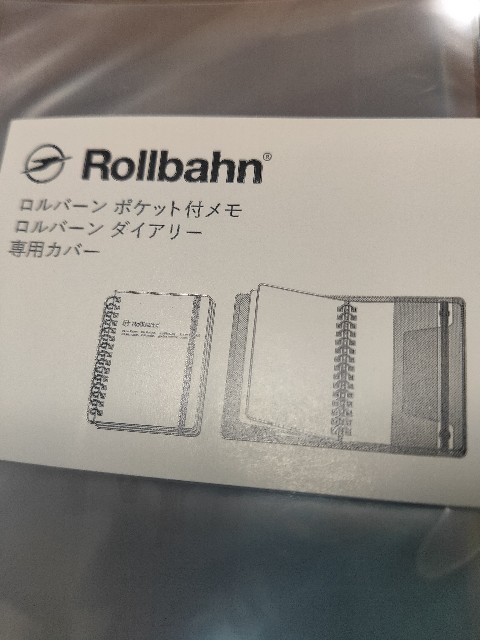 Rollbahn®
ロルバーン ポケット付メモ
ロルバーン ダイアリー
専用カバー
Rollbahn